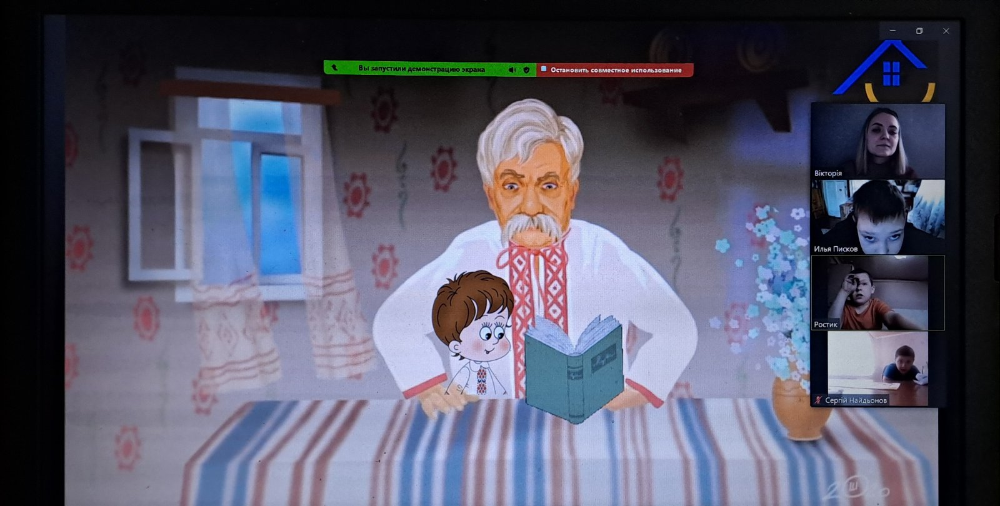 Вы запустили демонстрацию экрана
Остановить совместное использование
Вікторія
Илья Писков
Ростик
Сергій Найдьонов